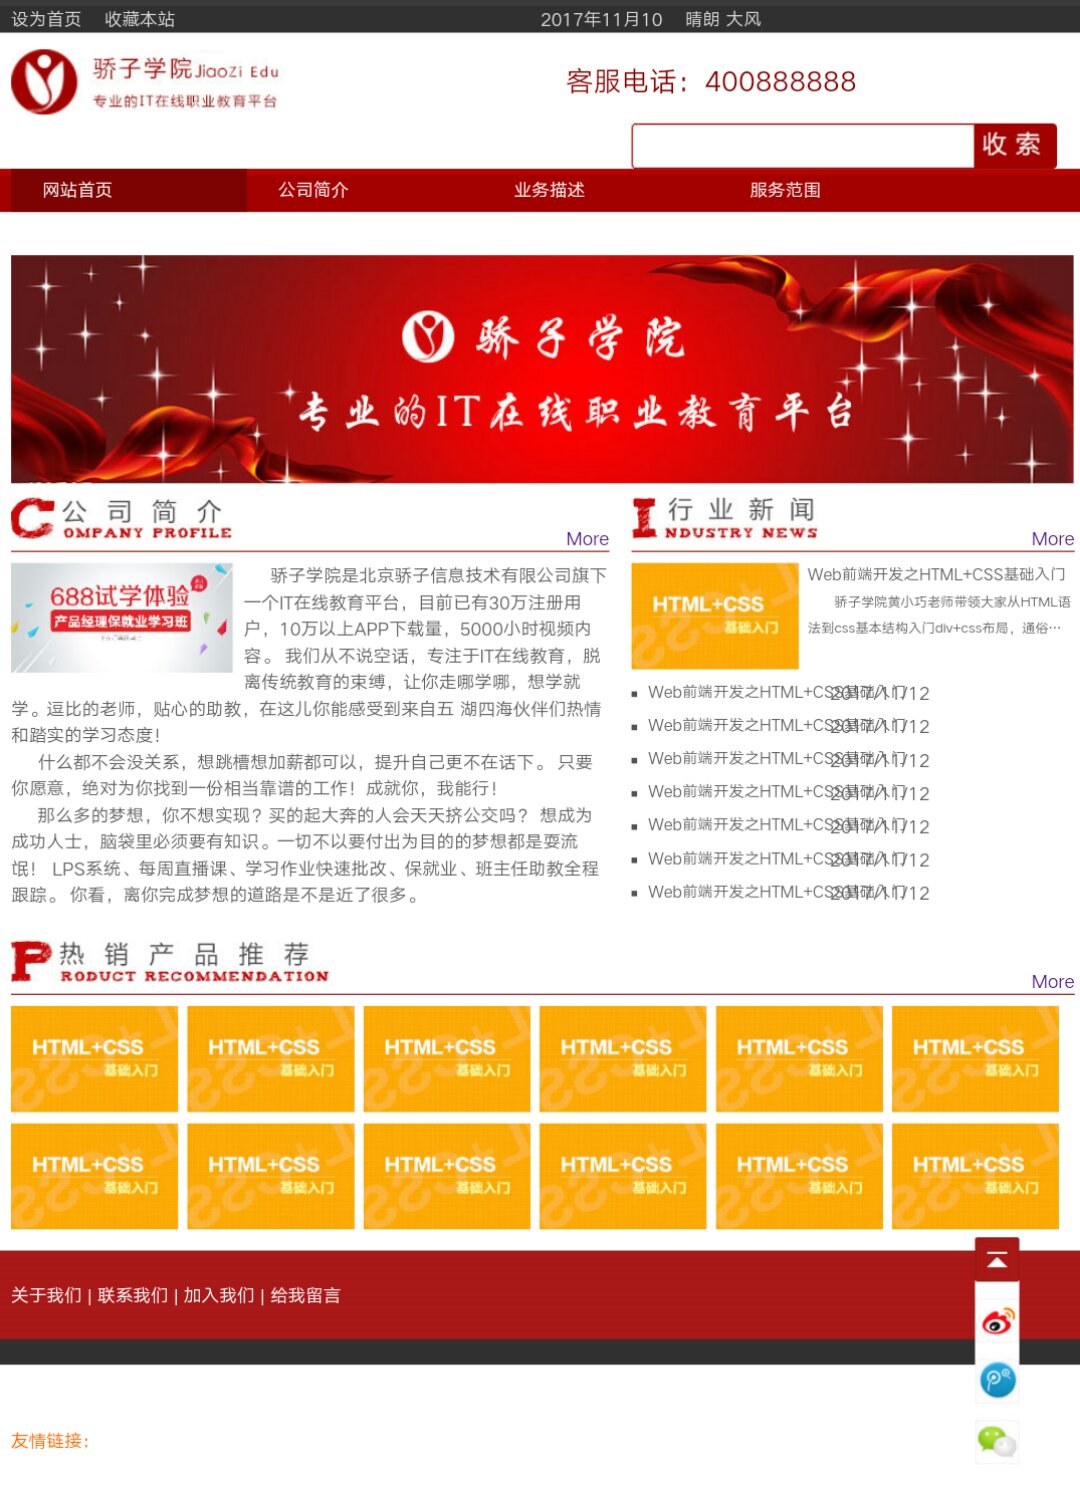 设为首页 收藏本站 2017年11月10 晴朗 大风
骄子学院JiaoZi Edu
专业的IT在线职业教育平台
客服电话：400888888
收 索
网站首页 公司简介 业务描述 服务范围
骄子学院
专业的IT在线职业教育平台
公司简介
COMPANY PROFILE
More
688试学体验
产品经理保就业学习班
骄子学院是北京骄子信息技术有限公司旗下
一个IT在线教育平台，目前已有30万注册用
户，10万以上APP下载量，5000小时视频内
容。 我们从不说空话，专注于IT在线教育，脱
离传统教育的束缚，让你走哪学哪，想学就
学。逗比的老师，贴心的助教，在这儿你能感受到来自五 湖四海伙伴们热情
和踏实的学习态度！
什么都不会没关系，想跳槽想加薪都可以，提升自己更不在话下。 只要
你愿意，绝对为你找到一份相当靠谱的工作！成就你，我能行！
那么多的梦想，你不想实现？买的起大奔的人会天天挤公交吗？ 想成为
成功人士，脑袋里必须要有知识。一切不以要付出为目的的梦想都是耍流
氓！ LPS系统、每周直播课、学习作业快速批改、保就业、班主任助教全程
跟踪。 你看，离你完成梦想的道路是不是近了很多。
行业新闻
INDUSTRY NEWS
More
HTML+CSS
基础入门
Web前端开发之HTML+CSS基础入门
骄子学院黄小巧老师带领大家从HTML语
法到css基本结构入门div+css布局，通俗…
Web前端开发之HTML+CSS基础入门 2017/11/12
Web前端开发之HTML+CSS基础入门 2017/11/12
Web前端开发之HTML+CSS基础入门 2017/11/12
Web前端开发之HTML+CSS基础入门 2017/11/12
Web前端开发之HTML+CSS基础入门 2017/11/12
Web前端开发之HTML+CSS基础入门 2017/11/12
Web前端开发之HTML+CSS基础入门 2017/11/12
热销产品推荐
PRODUCT RECOMMENDATION
More
HTML+CSS HTML+CSS HTML+CSS HTML+CSS HTML+CSS HTML+CSS
基础入门 基础入门 基础入门 基础入门 基础入门 基础入门
HTML+CSS HTML+CSS HTML+CSS HTML+CSS HTML+CSS HTML+CSS
基础入门 基础入门 基础入门 基础入门 基础入门 基础入门
关于我们 | 联系我们 | 加入我们 | 给我留言
友情链接：